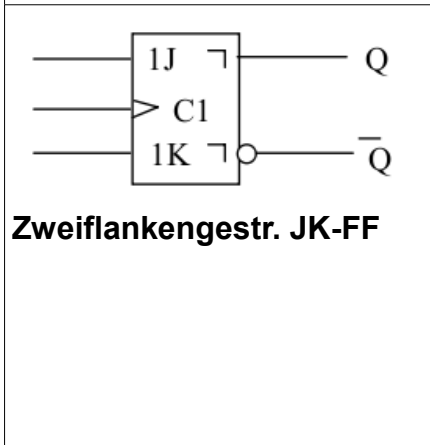 1J ¬ Q
C1
1K ¬ Q̅
Zweiflankengestr. JK-FF